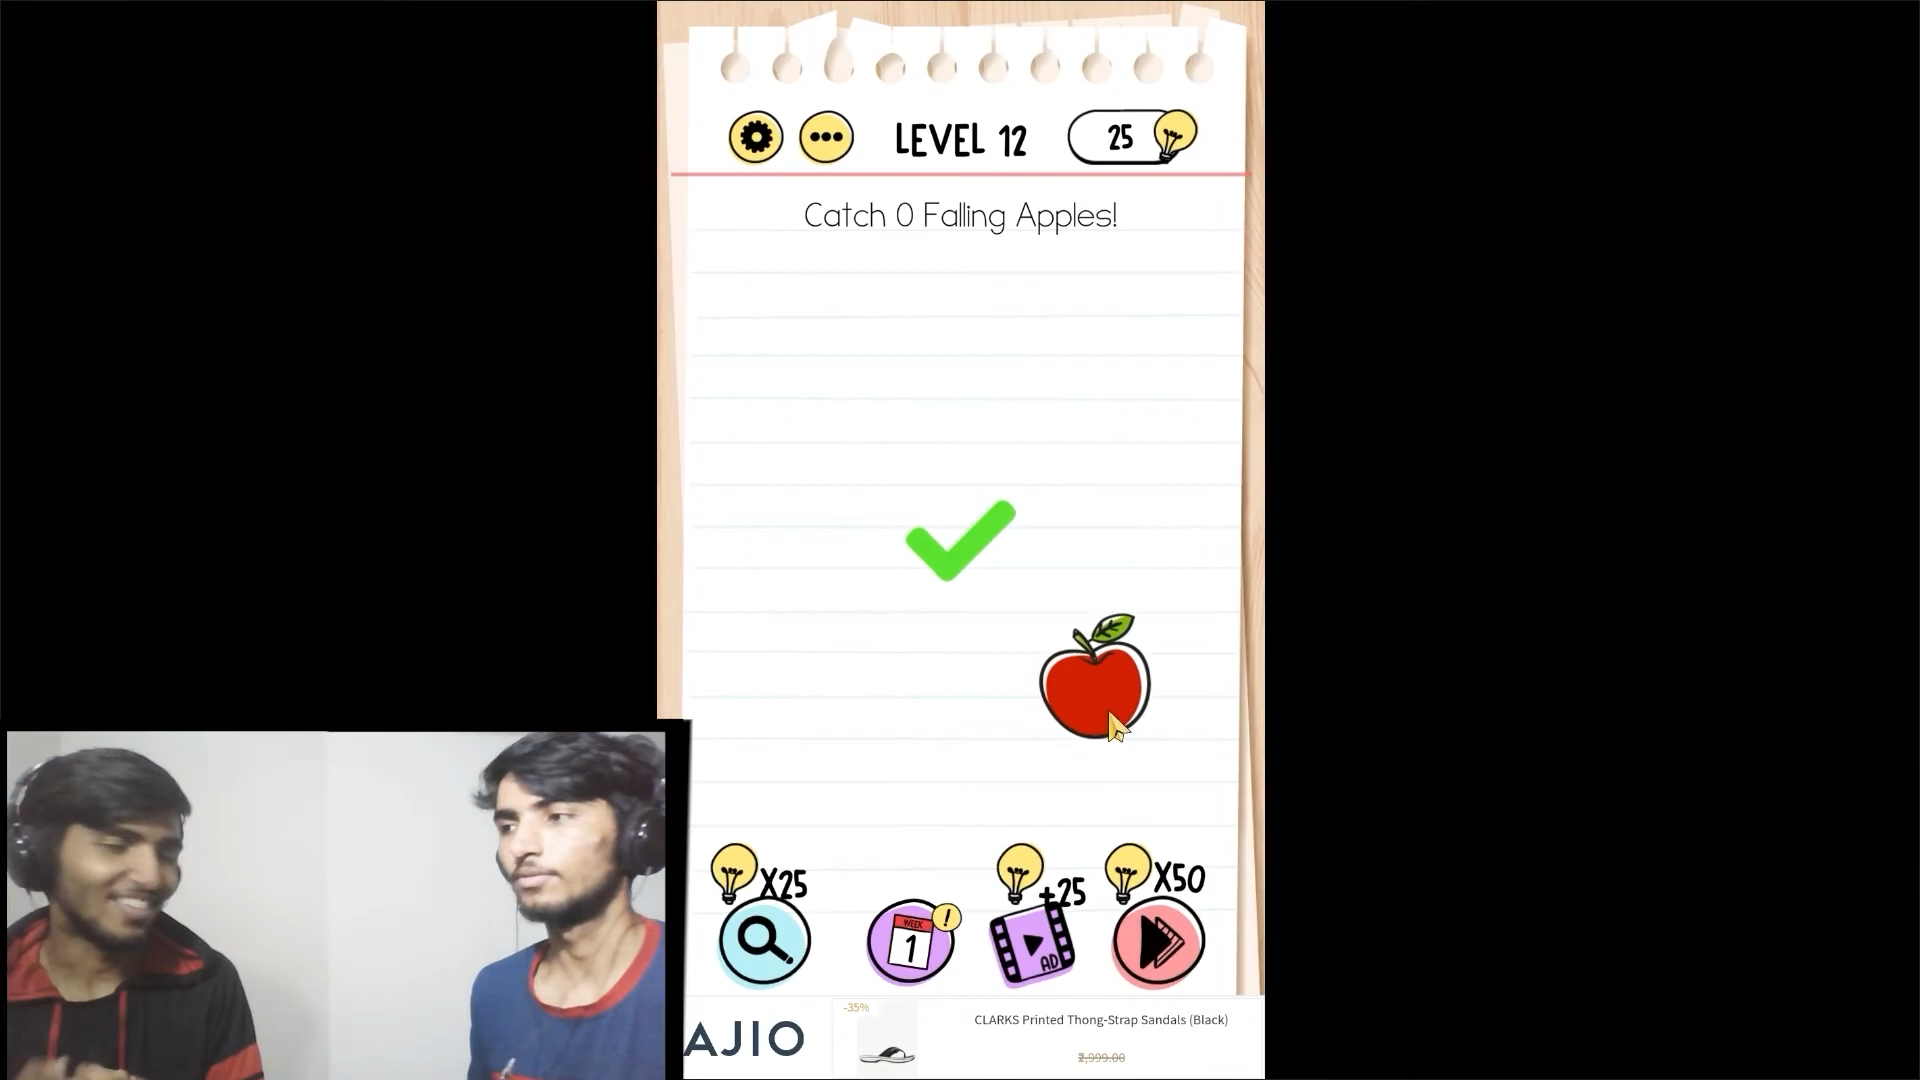 LEVEL 12
25
Catch 0 Falling Apples!
X25
+25
X50
WEEK
1
!
AD
-35%
AJIO
CLARKS Printed Thong-Strap Sandals (Black)
2,999.00